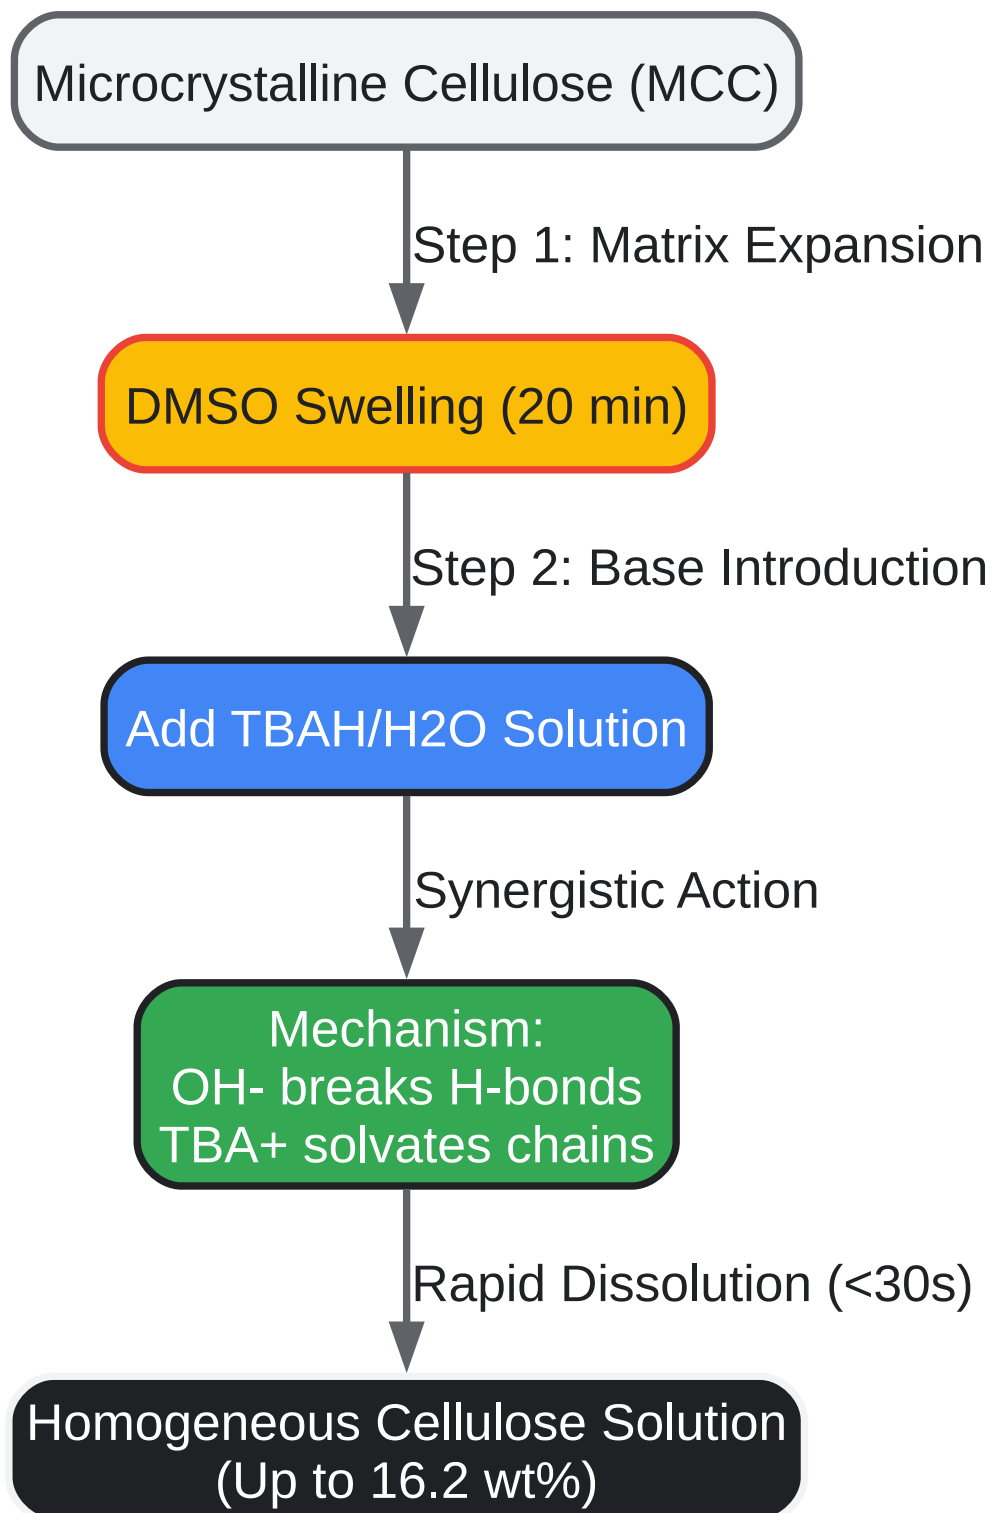 Microcrystalline Cellulose (MCC)
Step 1: Matrix Expansion
DMSO Swelling (20 min)
Step 2: Base Introduction
Add TBAH/H2O Solution
Synergistic Action
Mechanism:
OH- breaks H-bonds
TBA+ solvates chains
Rapid Dissolution (<30s)
Homogeneous Cellulose Solution
(Up to 16.2 wt%)